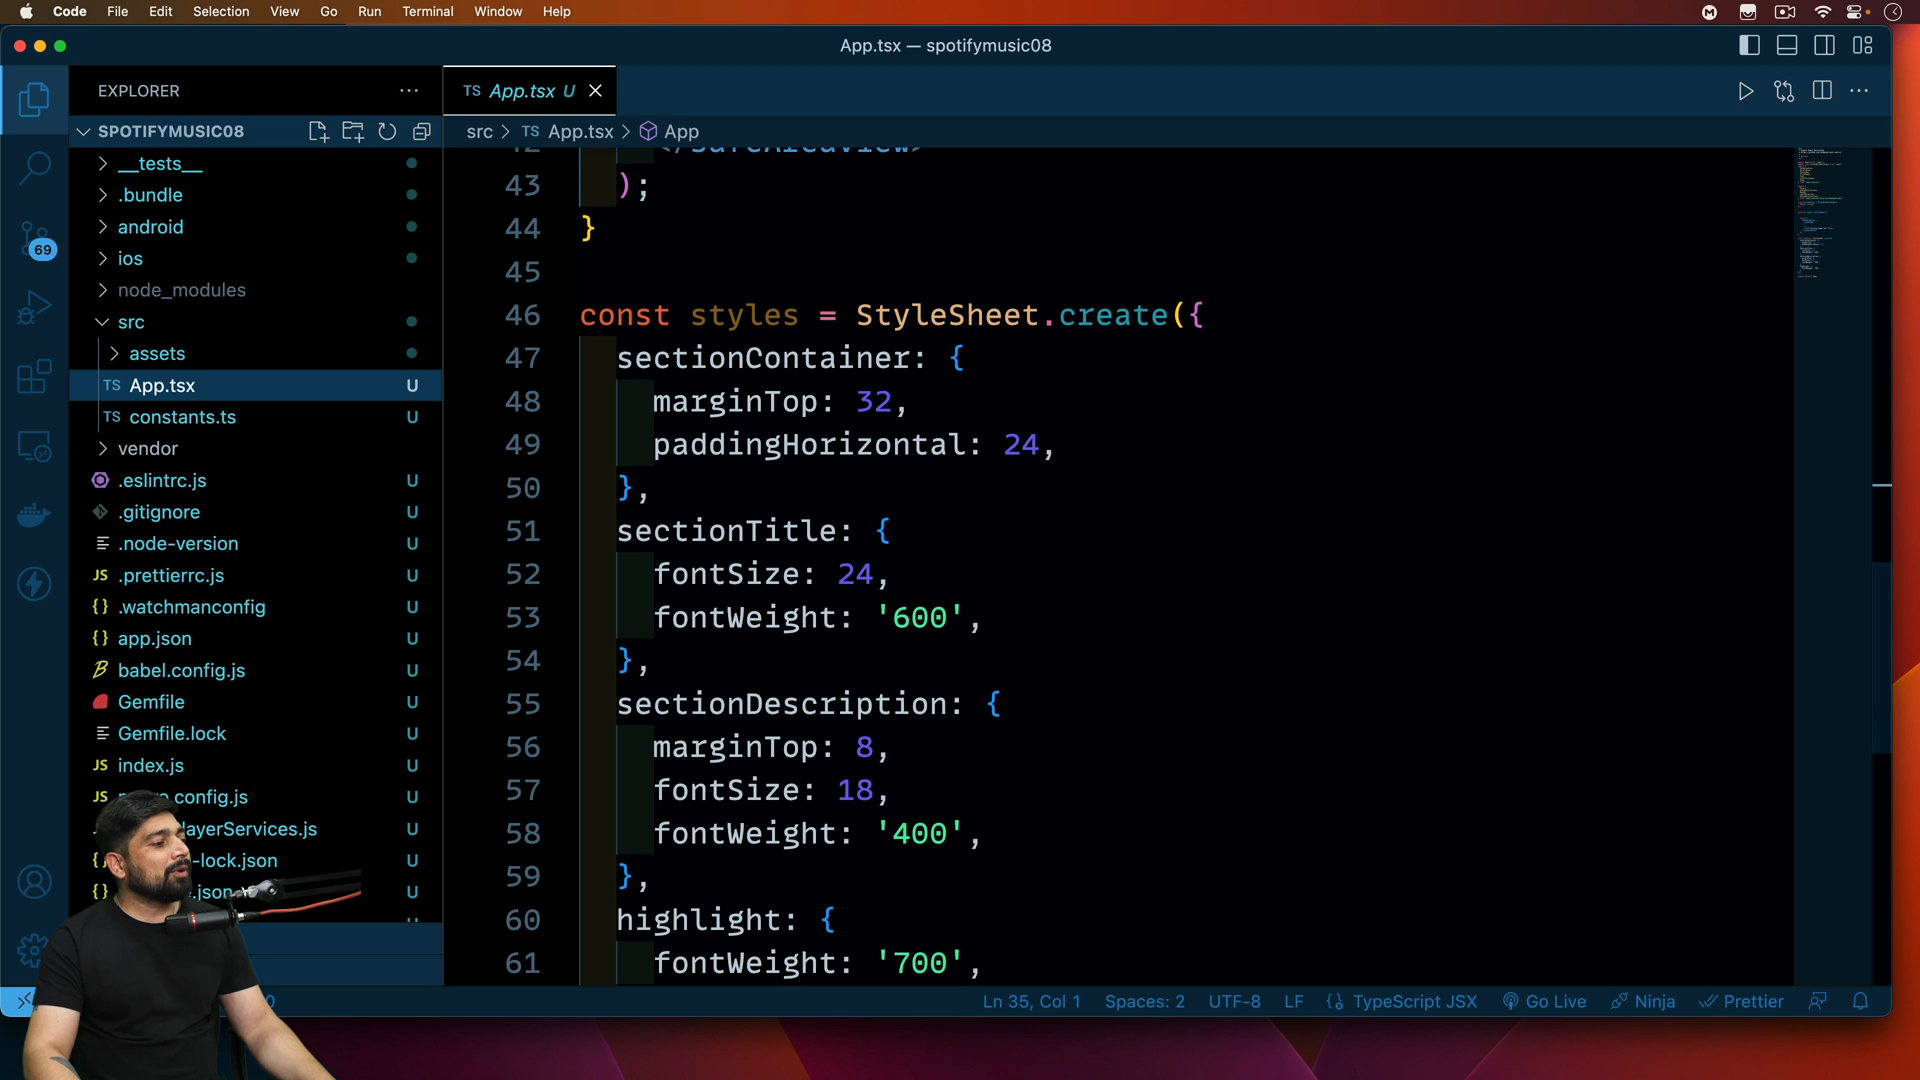 Code File Edit Selection View Go Run Terminal Window Help
App.tsx — spotifymusic08
EXPLORER
TS App.tsx U
SPOTIFYMUSIC08
src > TS App.tsx > App
__tests__
.bundle
android
ios
node_modules
src
assets
TS App.tsx U
TS constants.ts U
vendor
.eslintrc.js U
.gitignore U
.node-version U
JS .prettierrc.js U
{} .watchmanconfig U
{} app.json U
babel.config.js U
Gemfile U
Gemfile.lock U
JS index.js U
JS config.js U
layerServices.js U
-lock.json U
.json U
69
42 </SafeAreaView>
43 );
44 }
45
46 const styles = StyleSheet.create({
47 sectionContainer: {
48 marginTop: 32,
49 paddingHorizontal: 24,
50 },
51 sectionTitle: {
52 fontSize: 24,
53 fontWeight: '600',
54 },
55 sectionDescription: {
56 marginTop: 8,
57 fontSize: 18,
58 fontWeight: '400',
59 },
60 highlight: {
61 fontWeight: '700',
0 Ln 35, Col 1 Spaces: 2 UTF-8 LF {} TypeScript JSX Go Live Ninja Prettier